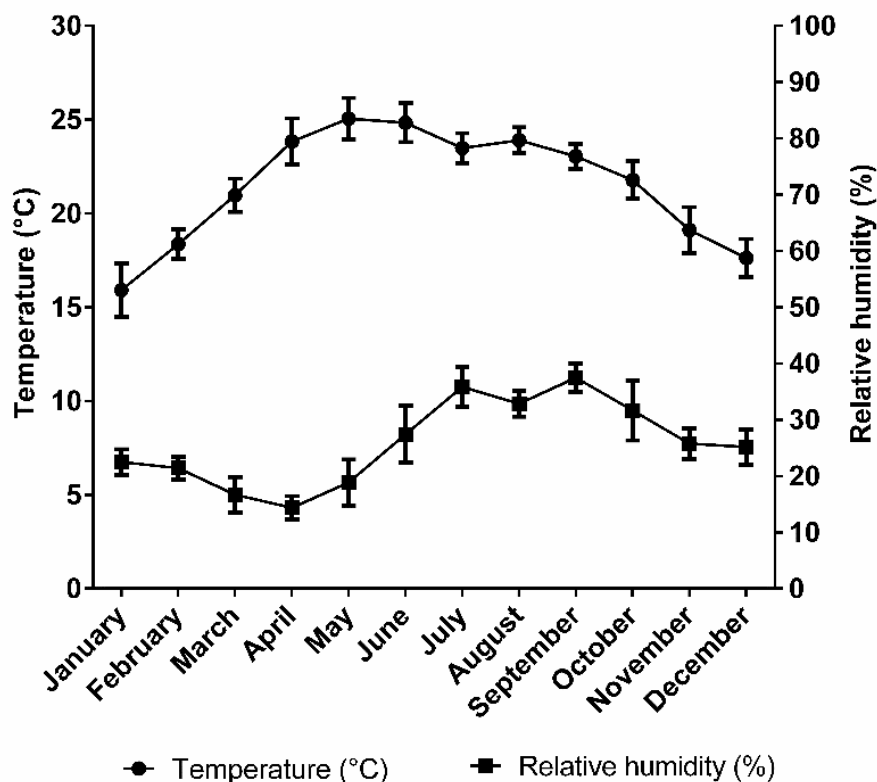 Temperature (°C)
30
25
20
15
10
5
0
Relative humidity (%)
100
90
80
70
60
50
40
30
20
10
0
January
February
March
April
May
June
July
August
September
October
November
December
Temperature (°C)
Relative humidity (%)